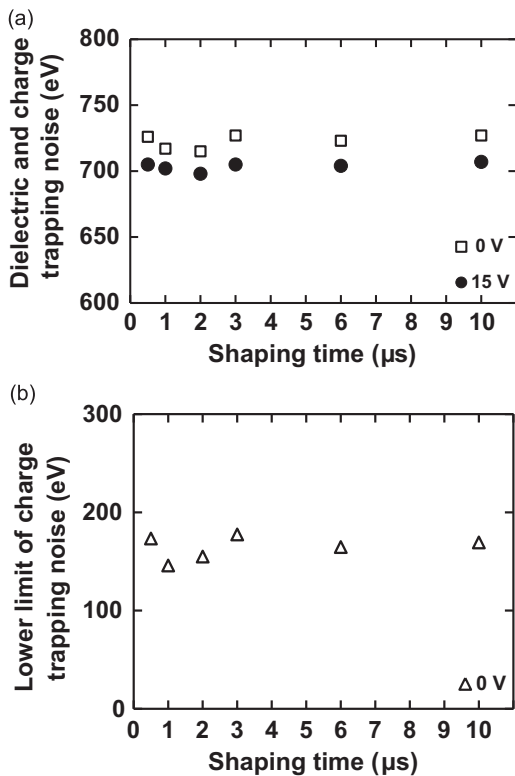 (a)
800
750
700
650
600
Dielectric and charge
trapping noise (eV)
0 V
15 V
0 1 2 3 4 5 6 7 8 9 10
Shaping time (µs)
(b)
300
200
100
0
Lower limit of charge
trapping noise (eV)
0 V
0 1 2 3 4 5 6 7 8 9 10
Shaping time (µs)